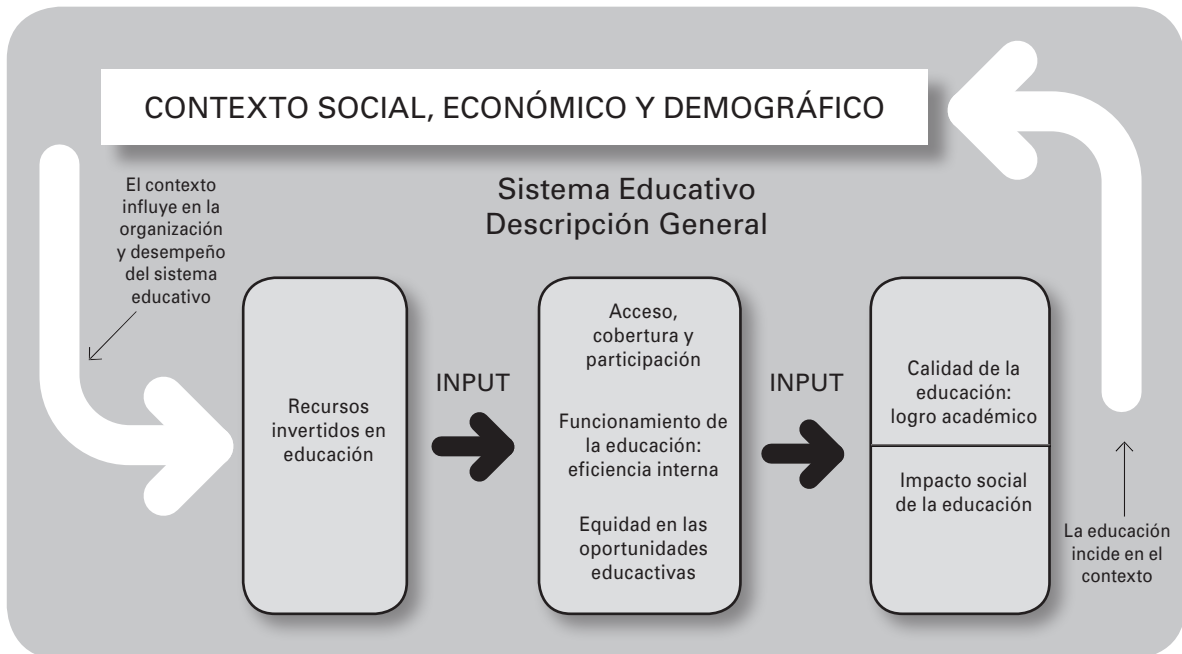 CONTEXTO SOCIAL, ECONÓMICO Y DEMOGRÁFICO
El contexto
influye en la
organización
y desempeño
del sistema
educativo
Sistema Educativo
Descripción General
Recursos
invertidos en
educación
INPUT
Acceso,
cobertura y
participación
Funcionamiento de
la educación:
eficiencia interna
Equidad en las
oportunidades
educactivas
INPUT
Calidad de la
educación:
logro académico
Impacto social
de la educación
La educación
incide en el
contexto